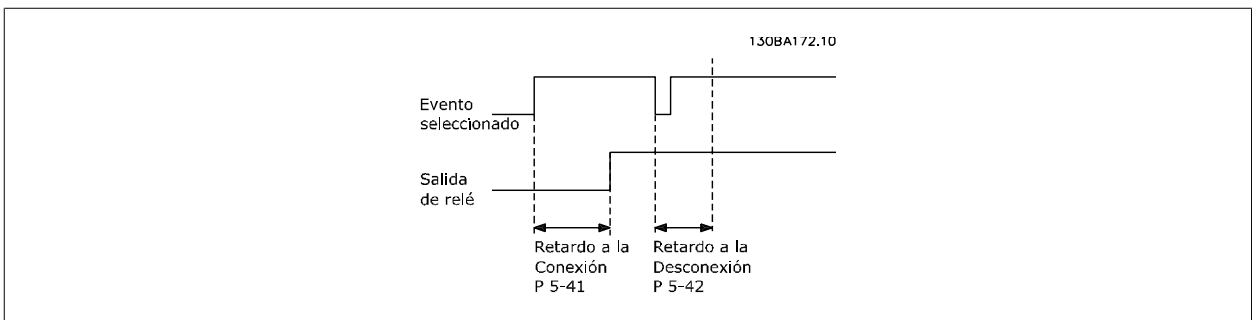 130BA172.10
Evento
seleccionado
Salida
de relé
Retardo a la
Conexión
P 5-41
Retardo a la
Desconexión
P 5-42